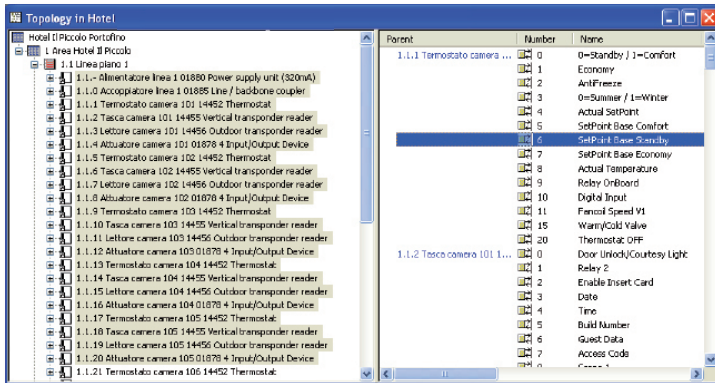 Topology in Hotel
Hotel Il Piccolo Portofino
1 Area Hotel Il Piccolo
1.1 Linea piano 1
1.1.- Alimentatore linea 1 01880 Power supply unit (320mA)
1.1.0 Accoppiatore linea 1 01885 Line / backbone coupler
1.1.1 Termostato camera 101 14452 Thermostat
1.1.2 Tasca camera 101 14455 Vertical transponder reader
1.1.3 Lettore camera 101 14456 Outdoor transponder reader
1.1.4 Attuatore camera 101 01878 4 Input/Output Device
1.1.5 Termostato camera 102 14452 Thermostat
1.1.6 Tasca camera 102 14455 Vertical transponder reader
1.1.7 Lettore camera 102 14456 Outdoor transponder reader
1.1.8 Attuatore camera 102 01878 4 Input/Output Device
1.1.9 Termostato camera 103 14452 Thermostat
1.1.10 Tasca camera 103 14455 Vertical transponder reader
1.1.11 Lettore camera 103 14456 Outdoor transponder reader
1.1.12 Attuatore camera 103 01878 4 Input/Output Device
1.1.13 Termostato camera 104 14452 Thermostat
1.1.14 Tasca camera 104 14455 Vertical transponder reader
1.1.15 Lettore camera 104 14456 Outdoor transponder reader
1.1.16 Attuatore camera 104 01878 4 Input/Output Device
1.1.17 Termostato camera 105 14452 Thermostat
1.1.18 Tasca camera 105 14455 Vertical transponder reader
1.1.19 Lettore camera 105 14456 Outdoor transponder reader
1.1.20 Attuatore camera 105 01878 4 Input/Output Device
1.1.21 Termostato camera 106 14452 Thermostat
Parent Number Name
1.1.1 Termostato camera ... 0 0=Standby / 1=Comfort
1 Economy
2 AntiFreeze
3 0=Summer / 1=Winter
4 Actual SetPoint
5 SetPoint Base Comfort
6 SetPoint Base Standby
7 SetPoint Base Economy
8 Actual Temperature
9 Relay OnBoard
10 Digital Input
11 Fancoil Speed V1
15 Warm/Cold Valve
20 Thermostat OFF
1.1.2 Tasca camera 101 1... 0 Door Unlock/Courtesy Light
1 Relay 2
2 Enable Insert Card
3 Date
4 Time
5 Build Number
6 Guest Data
7 Access Code